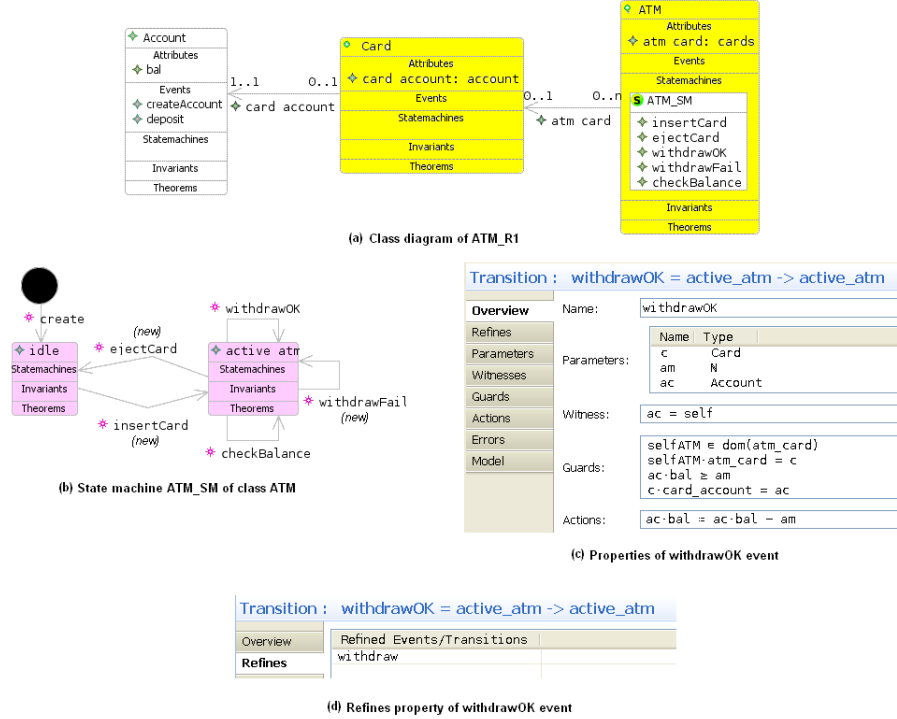 Account
Attributes
bal
Events
createAccount
deposit
Statemachines
Invariants
Theorems
1..1
0..1
card account
Card
Attributes
card account: account
Events
Statemachines
Invariants
Theorems
0..1
0..n
atm card
ATM
Attributes
atm card: cards
Events
Statemachines
S ATM_SM
insertCard
ejectCard
withdrawOK
withdrawFail
checkBalance
Invariants
Theorems
(a) Class diagram of ATM_R1
create
idle
Statemachines
Invariants
Theorems
(new)
ejectCard
insertCard
(new)
withdrawOK
active atm
Statemachines
Invariants
Theorems
withdrawFail
(new)
checkBalance
(b) State machine ATM_SM of class ATM
Transition : withdrawOK = active_atm -> active_atm
Overview
Refines
Parameters
Witnesses
Guards
Actions
Errors
Model
Name: withdrawOK
Parameters:
Name Type
c Card
am ℕ
ac Account
Witness: ac = self
Guards:
selfATM ∈ dom(atm_card)
selfATM·atm_card = c
ac·bal ≥ am
c·card_account = ac
Actions: ac·bal ≔ ac·bal − am
(c) Properties of withdrawOK event
Transition : withdrawOK = active_atm -> active_atm
Overview
Refines
Refined Events/Transitions
withdraw
(d) Refines property of withdrawOK event